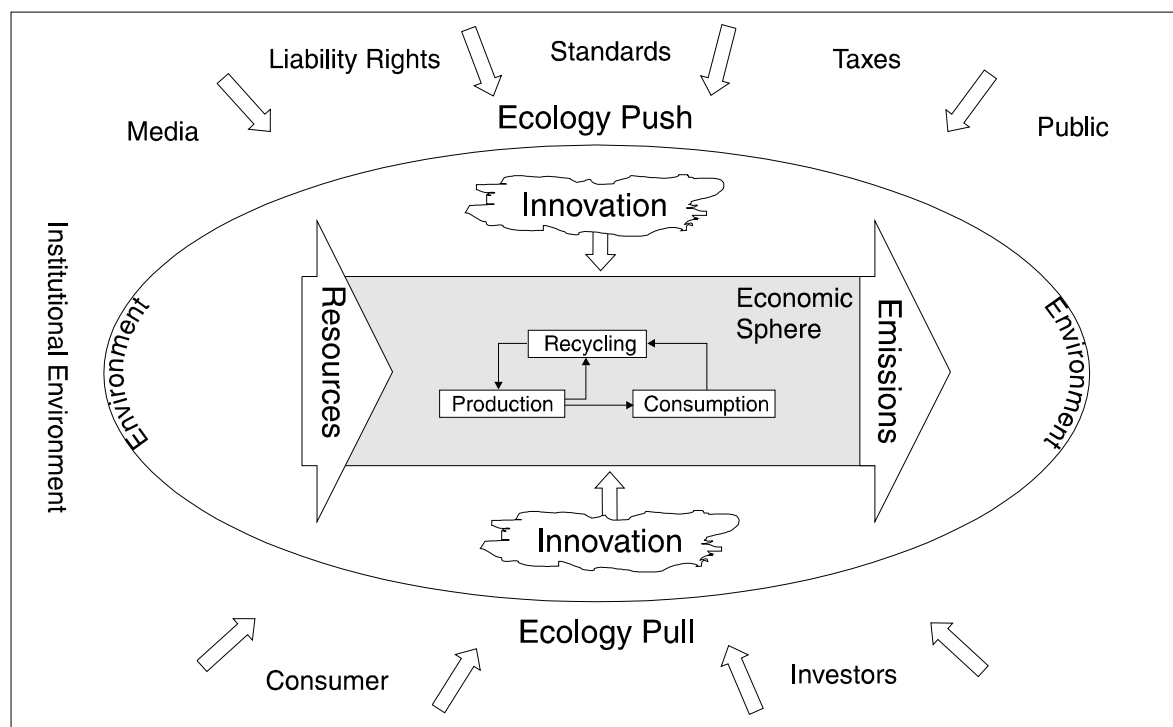 Liability Rights
Standards
Taxes
Media
Ecology Push
Public
Innovation
Institutional Environment
Environment
Resources
Economic
Sphere
Emissions
Environment
Recycling
Production
Consumption
Innovation
Ecology Pull
Consumer
Investors